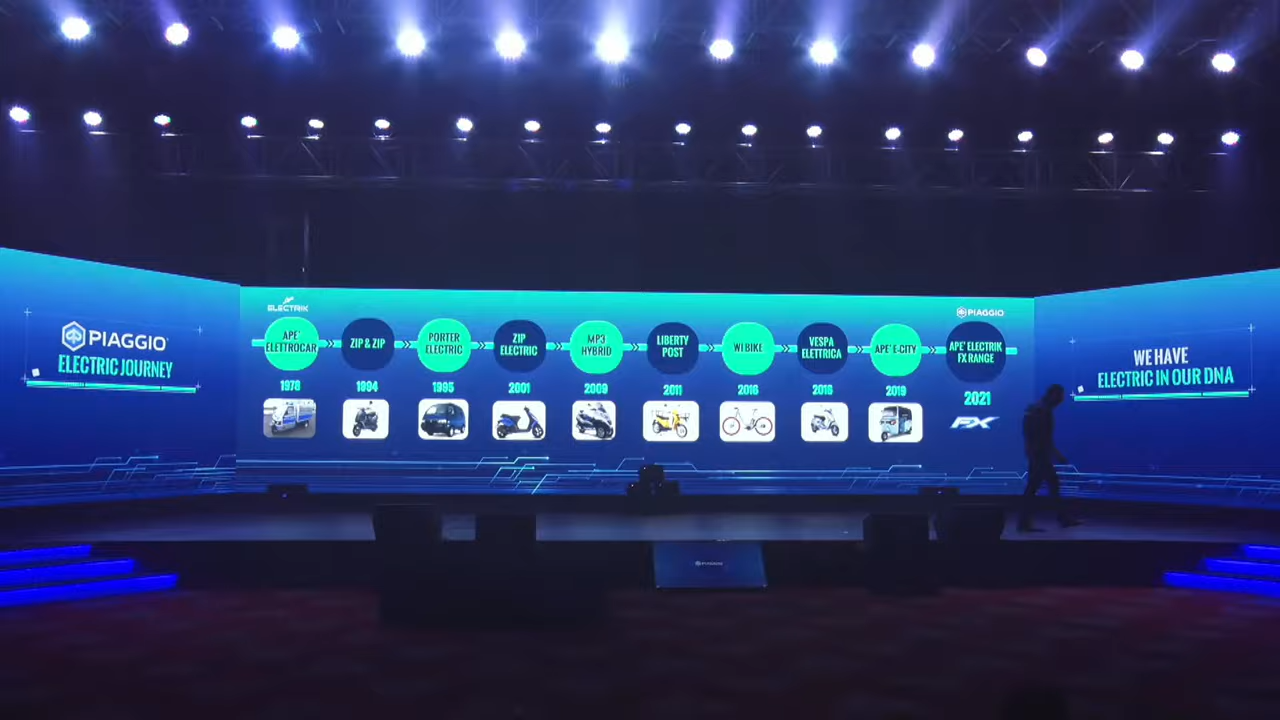 PIAGGIO
ELECTRIC JOURNEY
ELECTRIK
PIAGGIO
APE'
ELETTROCAR
1978
ZIP & ZIP
1994
PORTER
ELECTRIC
1995
ZIP
ELECTRIC
2001
MP3
HYBRID
2009
LIBERTY
POST
2011
WI BIKE
2016
VESPA
ELETTRICA
2018
APE' E-CITY
2019
APE' ELECTRIK
FX RANGE
2021
FX
WE HAVE
ELECTRIC IN OUR DNA
PIAGGIO